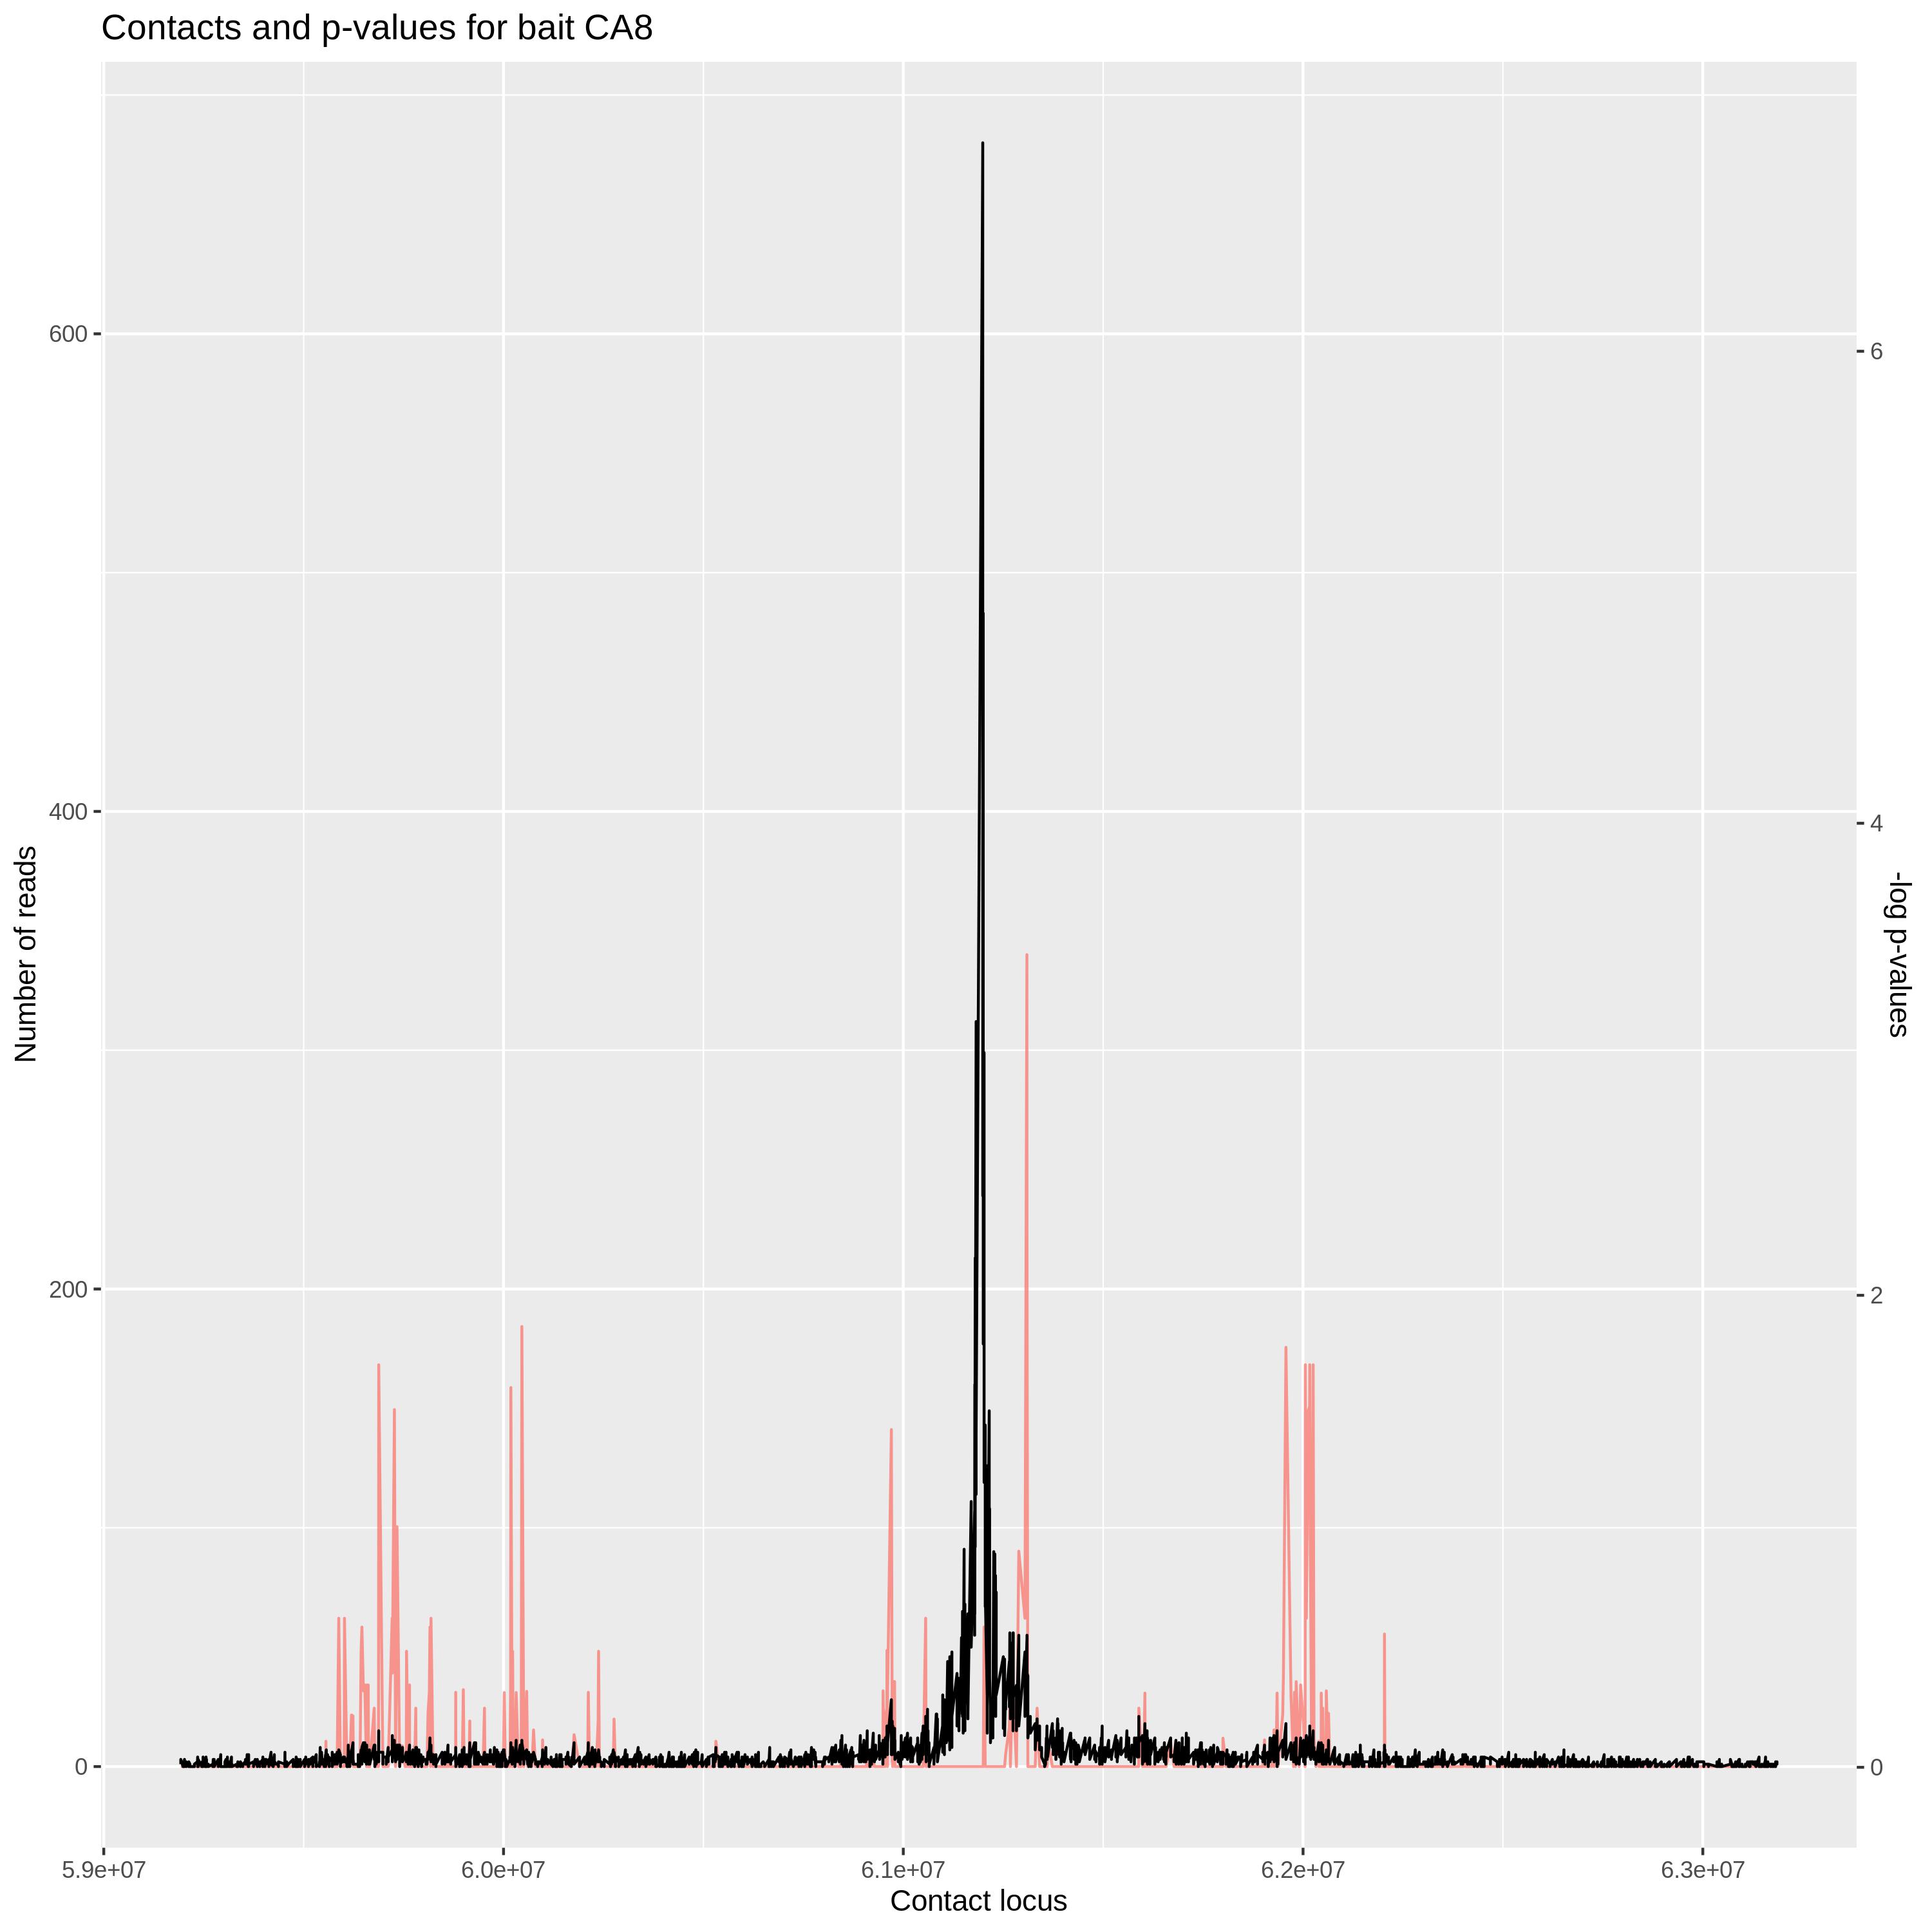 Contacts and p-values for bait CA8
Number of reads
600
400
200
0
6
4
2
0
-log p-values
5.9e+07
6.0e+07
6.1e+07
6.2e+07
6.3e+07
Contact locus